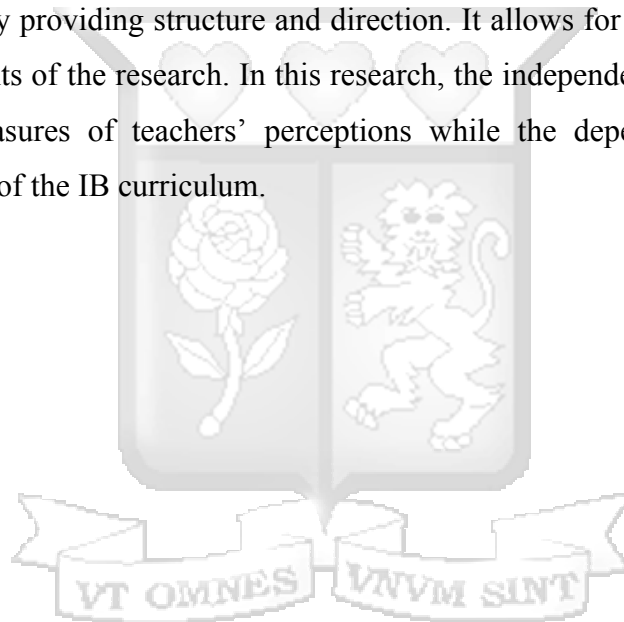 y providing structure and direction. It allows for
ts of the research. In this research, the independe
asures of teachers’ perceptions while the depe
of the IB curriculum.
VT OMNES VNVM SINT